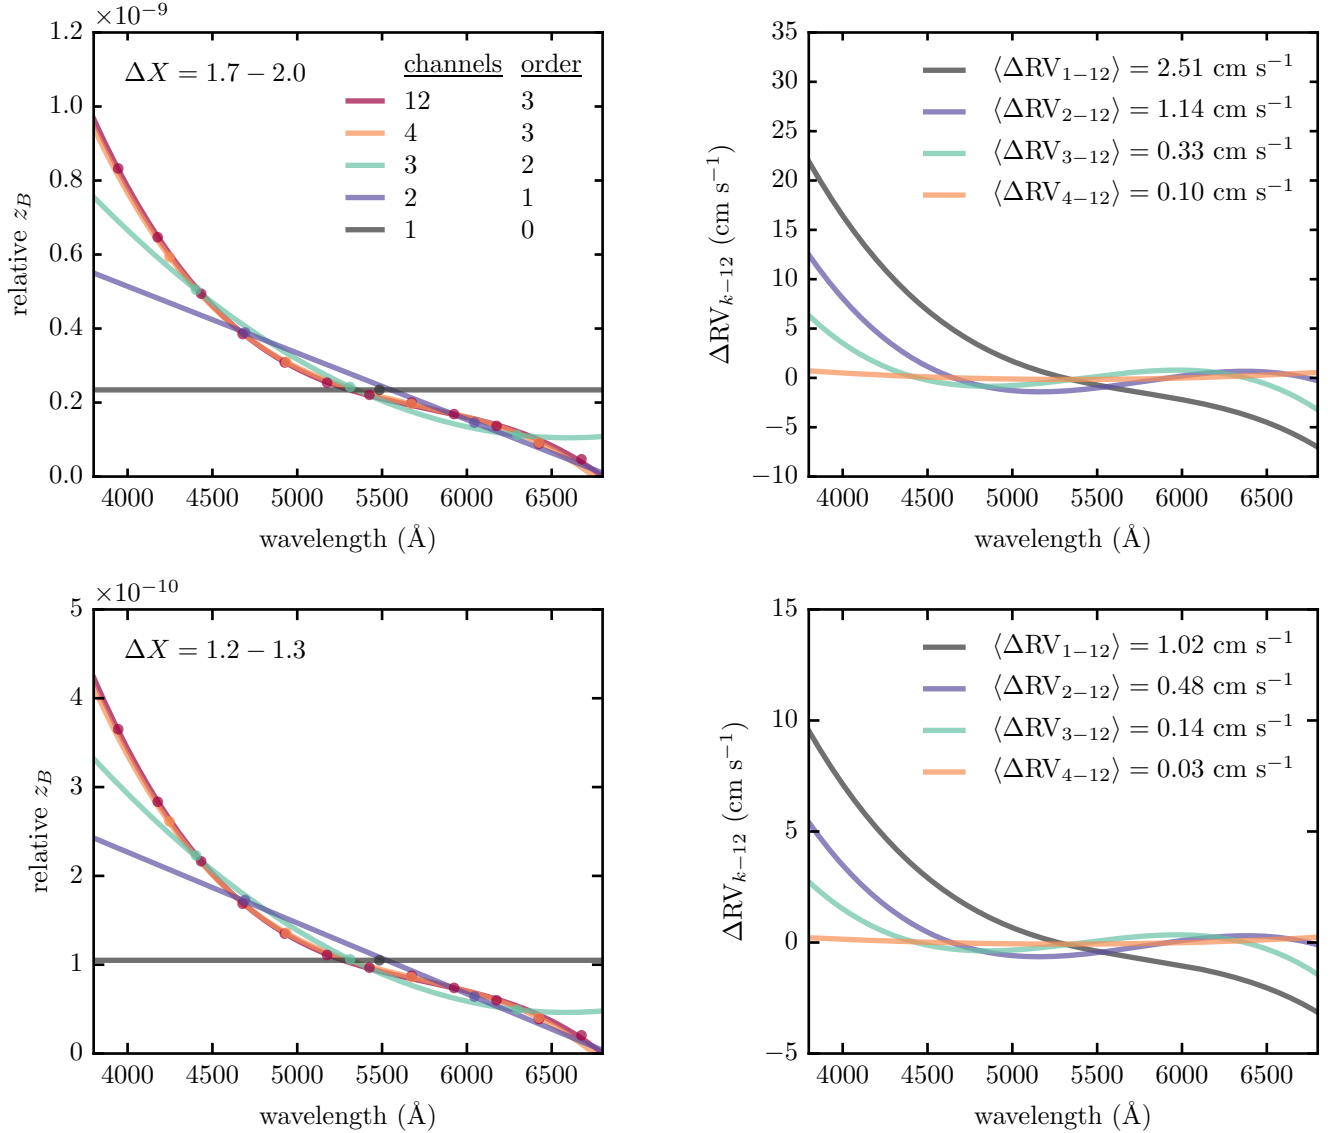 ×10⁻⁹
1.2
1.0
0.8
0.6
0.4
0.2
0.0
relative z_B
ΔX = 1.7 − 2.0
channels order
12 3
4 3
3 2
2 1
1 0
4000 4500 5000 5500 6000 6500
wavelength (Å)
35
30
25
20
15
10
5
0
−5
−10
ΔRV_{k−12} (cm s⁻¹)
⟨ΔRV₁₋₁₂⟩ = 2.51 cm s⁻¹
⟨ΔRV₂₋₁₂⟩ = 1.14 cm s⁻¹
⟨ΔRV₃₋₁₂⟩ = 0.33 cm s⁻¹
⟨ΔRV₄₋₁₂⟩ = 0.10 cm s⁻¹
4000 4500 5000 5500 6000 6500
wavelength (Å)
×10⁻¹⁰
5
4
3
2
1
0
relative z_B
ΔX = 1.2 − 1.3
4000 4500 5000 5500 6000 6500
wavelength (Å)
15
10
5
0
−5
ΔRV_{k−12} (cm s⁻¹)
⟨ΔRV₁₋₁₂⟩ = 1.02 cm s⁻¹
⟨ΔRV₂₋₁₂⟩ = 0.48 cm s⁻¹
⟨ΔRV₃₋₁₂⟩ = 0.14 cm s⁻¹
⟨ΔRV₄₋₁₂⟩ = 0.03 cm s⁻¹
4000 4500 5000 5500 6000 6500
wavelength (Å)